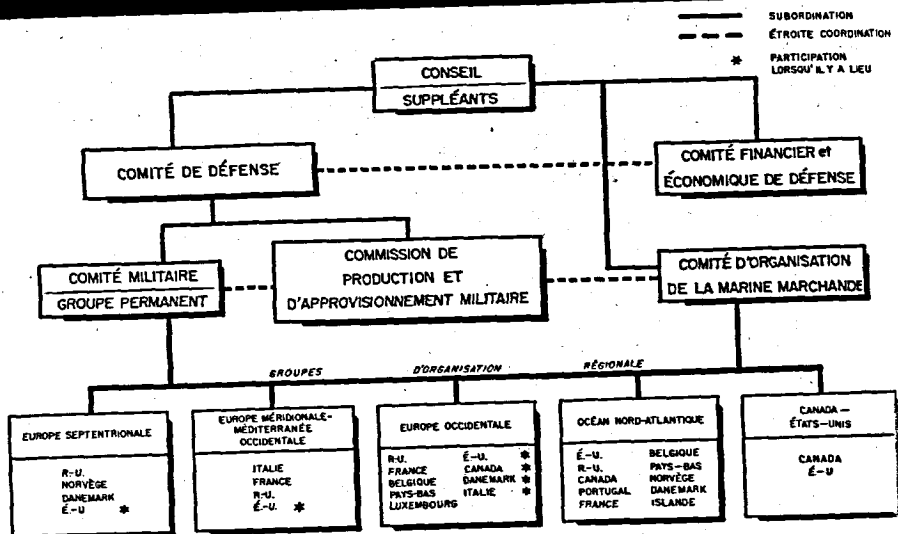 SUBORDINATION
ÉTROITE COORDINATION
* PARTICIPATION
LORSQU'IL Y A LIEU
CONSEIL
SUPPLÉANTS
COMITÉ DE DÉFENSE
COMITÉ FINANCIER et
ÉCONOMIQUE DE DÉFENSE
COMITÉ MILITAIRE
GROUPE PERMANENT
COMMISSION DE
PRODUCTION ET
D'APPROVISIONNEMENT MILITAIRE
COMITÉ D'ORGANISATION
DE LA MARINE MARCHANDE
GROUPES D'ORGANISATION RÉGIONALE
EUROPE SEPTENTRIONALE
R.-U.
NORVÈGE
DANEMARK
É.-U *
EUROPE MÉRIDIONALE-
MÉDITERRANÉE
OCCIDENTALE
ITALIE
FRANCE
R.-U.
É.-U. *
EUROPE OCCIDENTALE
R-U. É.-U. *
FRANCE CANADA *
BELGIQUE DANEMARK *
PAYS-BAS ITALIE *
LUXEMBOURG
OCÉAN NORD-ATLANTIQUE
É.-U. BELGIQUE
R.-U. PAYS-BAS
CANADA NORVÈGE
PORTUGAL DANEMARK
FRANCE ISLANDE
CANADA-
ÉTATS-UNIS
CANADA
É.-U